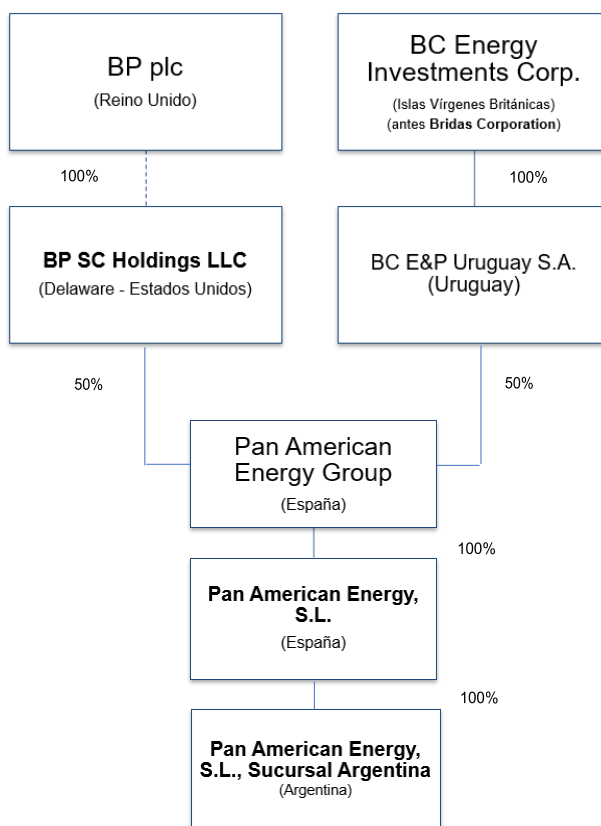 BP plc
(Reino Unido)
BC Energy
Investments Corp.
(Islas Vírgenes Británicas)
(antes Bridas Corporation)
100%
100%
BP SC Holdings LLC
(Delaware - Estados Unidos)
BC E&P Uruguay S.A.
(Uruguay)
50%
50%
Pan American
Energy Group
(España)
100%
Pan American Energy,
S.L.
(España)
100%
Pan American Energy,
S.L., Sucursal Argentina
(Argentina)